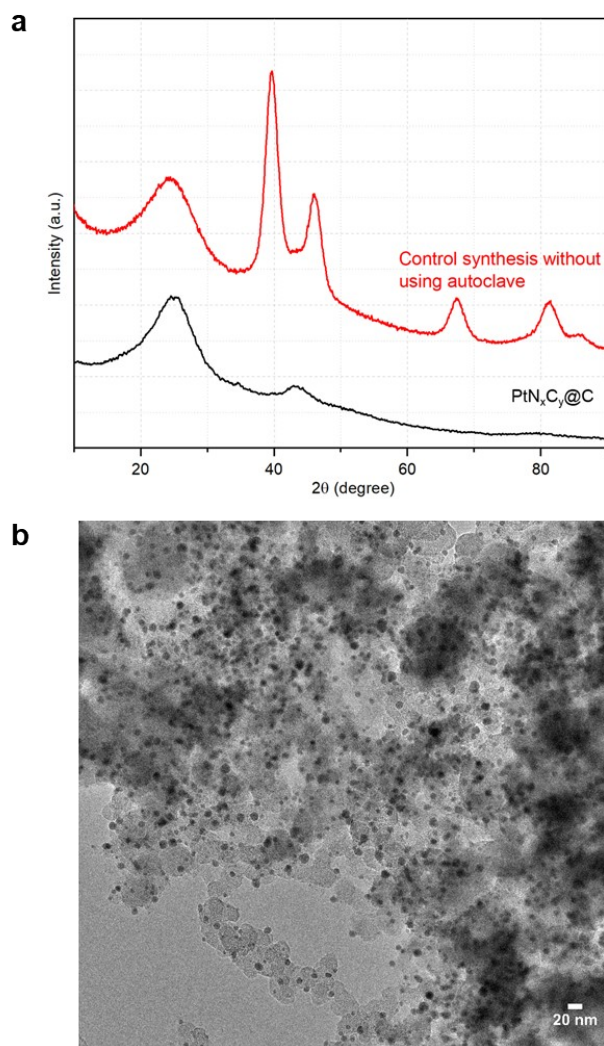 a
Intensity (a.u.)
Control synthesis without
using autoclave
PtNxCy@C
20
40
60
80
2θ (degree)
b
20 nm